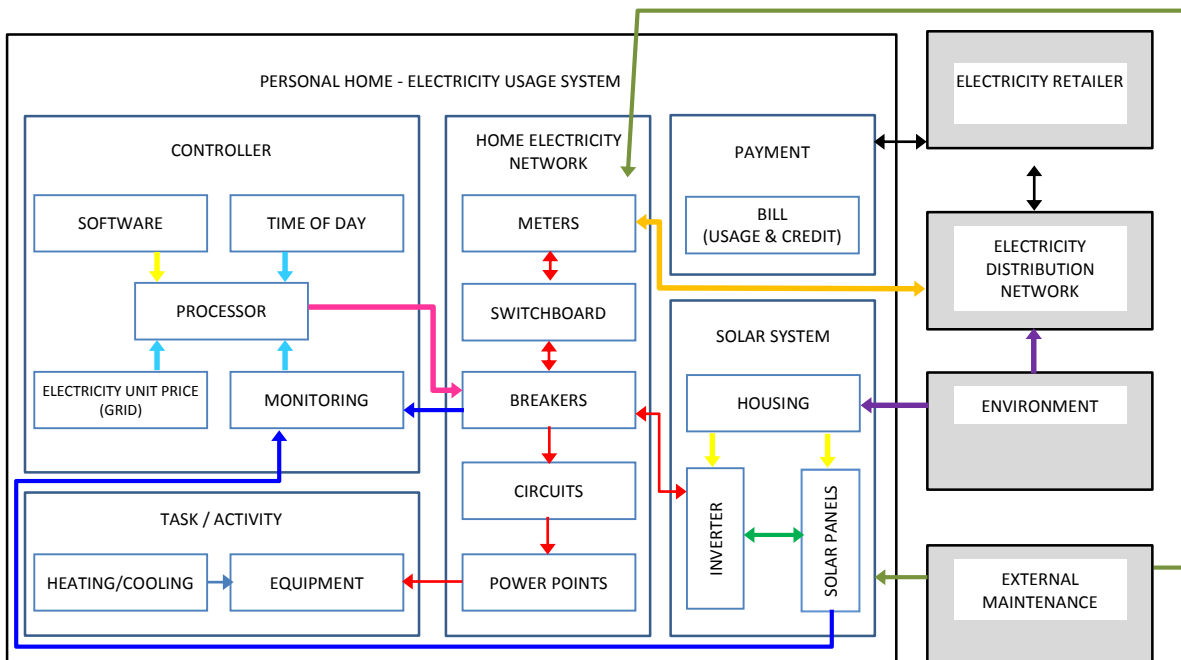 PERSONAL HOME - ELECTRICITY USAGE SYSTEM
CONTROLLER
SOFTWARE
TIME OF DAY
PROCESSOR
ELECTRICITY UNIT PRICE
(GRID)
MONITORING
TASK / ACTIVITY
HEATING/COOLING
EQUIPMENT
HOME ELECTRICITY
NETWORK
METERS
SWITCHBOARD
BREAKERS
CIRCUITS
POWER POINTS
PAYMENT
BILL
(USAGE & CREDIT)
SOLAR SYSTEM
HOUSING
INVERTER
SOLAR PANELS
ELECTRICITY RETAILER
ELECTRICITY
DISTRIBUTION
NETWORK
ENVIRONMENT
EXTERNAL
MAINTENANCE